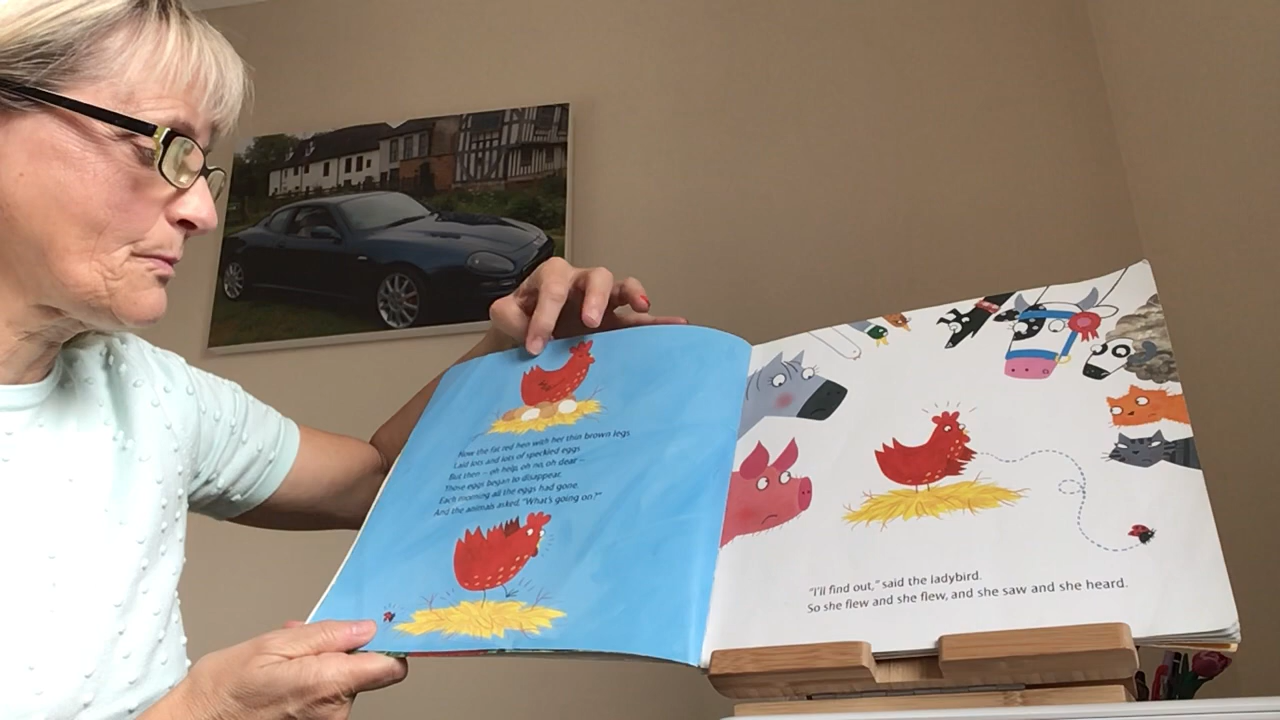 Now the fat red hen with her thin brown legs
Laid lots and lots of speckled eggs
But then – oh help, oh no, oh dear –
Those eggs began to disappear.
Each morning all the eggs had gone,
And the animals asked, "What's going on?"
"I'll find out," said the ladybird.
So she flew and she flew, and she saw and she heard.